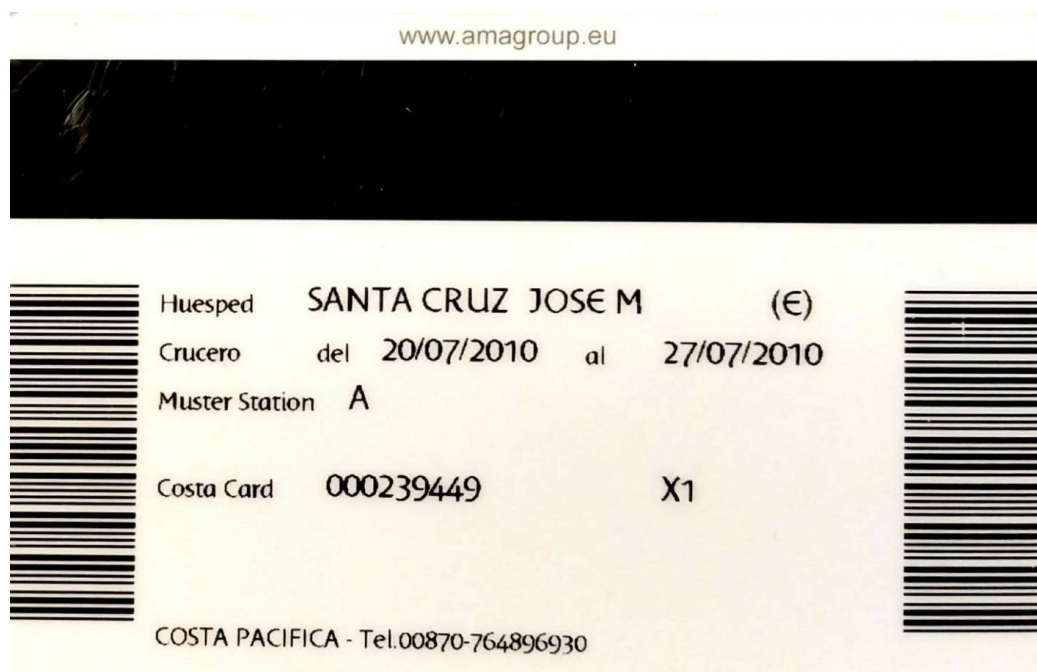 www.amagroup.eu
Huesped SANTA CRUZ JOSE M (E)
Crucero del 20/07/2010 al 27/07/2010
Muster Station A
Costa Card 000239449 X1
COSTA PACIFICA - Tel.00870-764896930